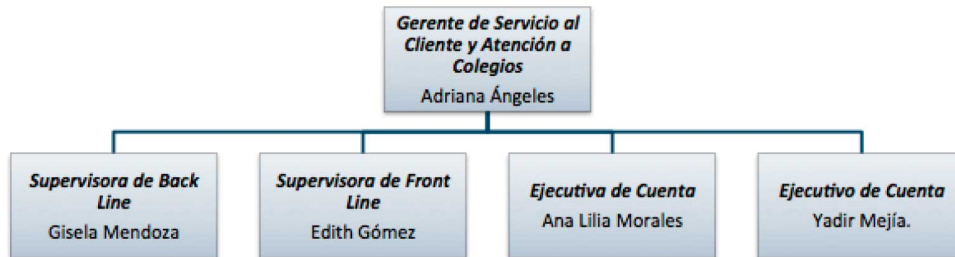 Gerente de Servicio al
Cliente y Atención a
Colegios
Adriana Ángeles
Supervisora de Back
Line
Gisela Mendoza
Supervisora de Front
Line
Edith Gómez
Ejecutiva de Cuenta
Ana Lilia Morales
Ejecutivo de Cuenta
Yadir Mejía.